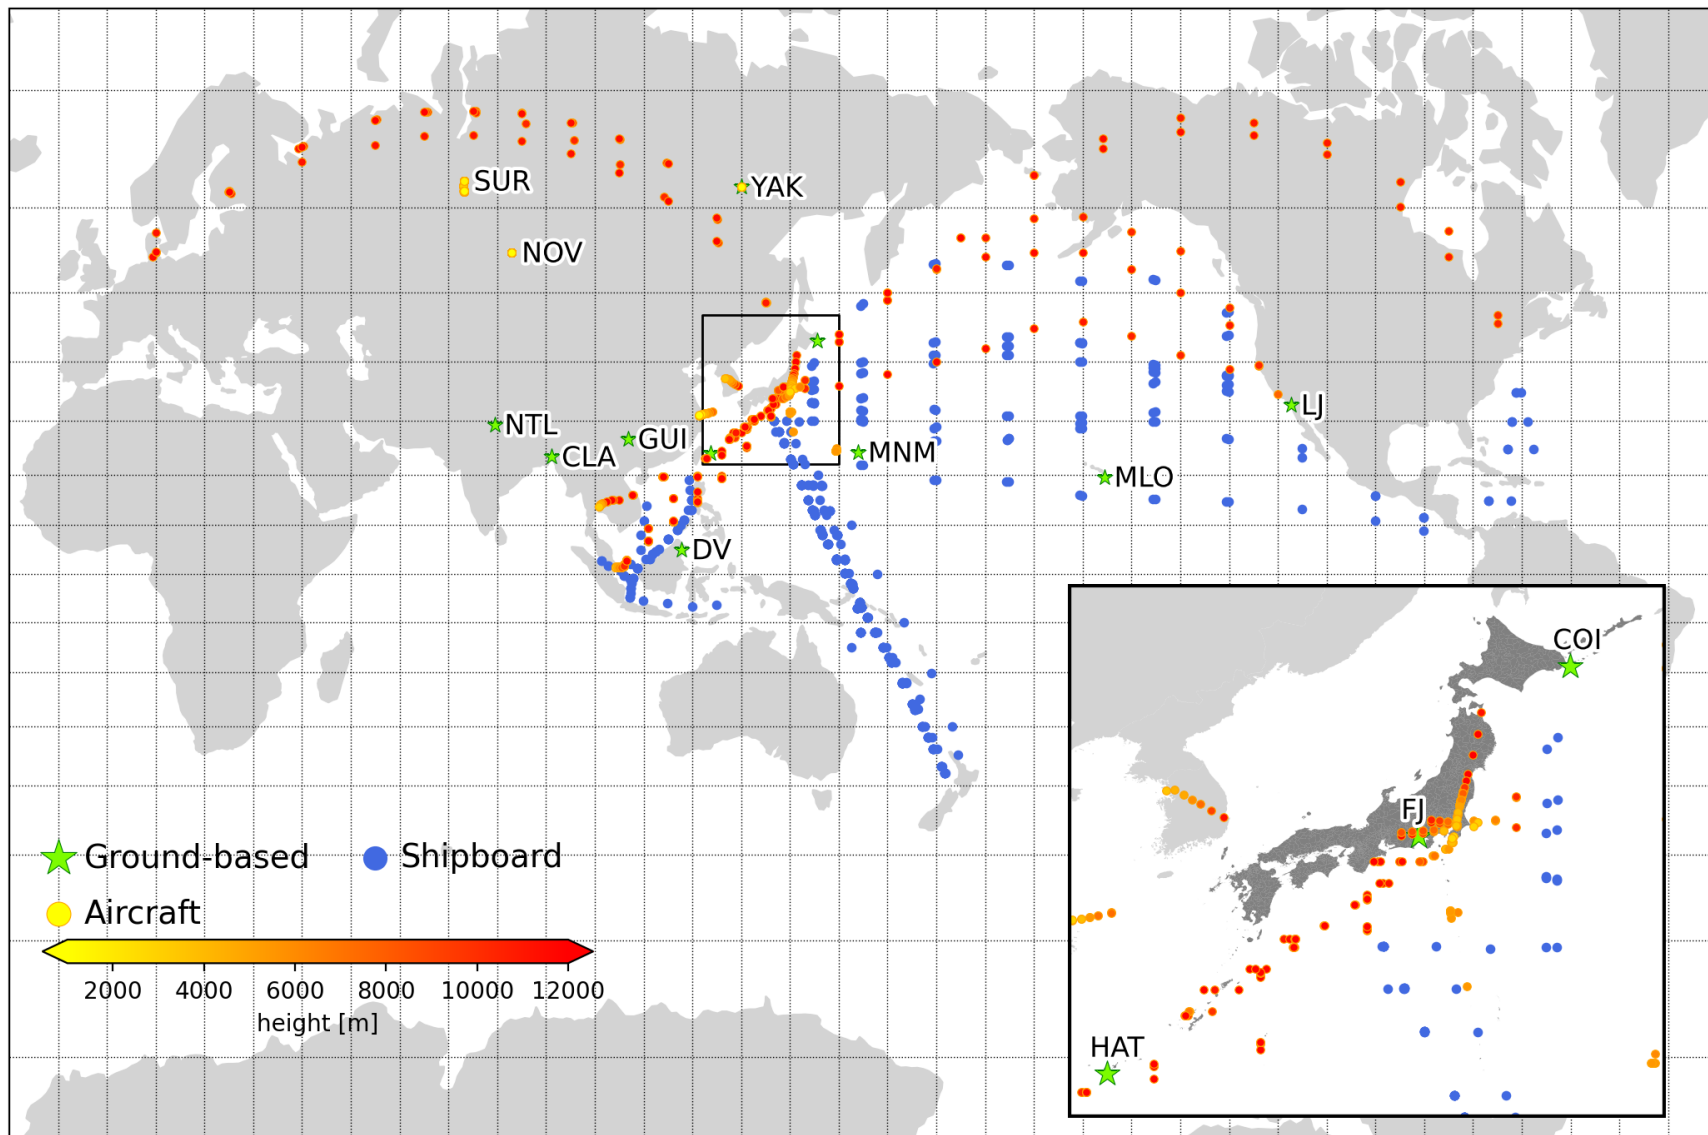 SUR
YAK
NOV
LJ
NTL
GUI
CLA
MNM
MLO
DV
COI
FJ
HAT
Ground-based
Shipboard
Aircraft
2000 4000 6000 8000 10000 12000
height [m]